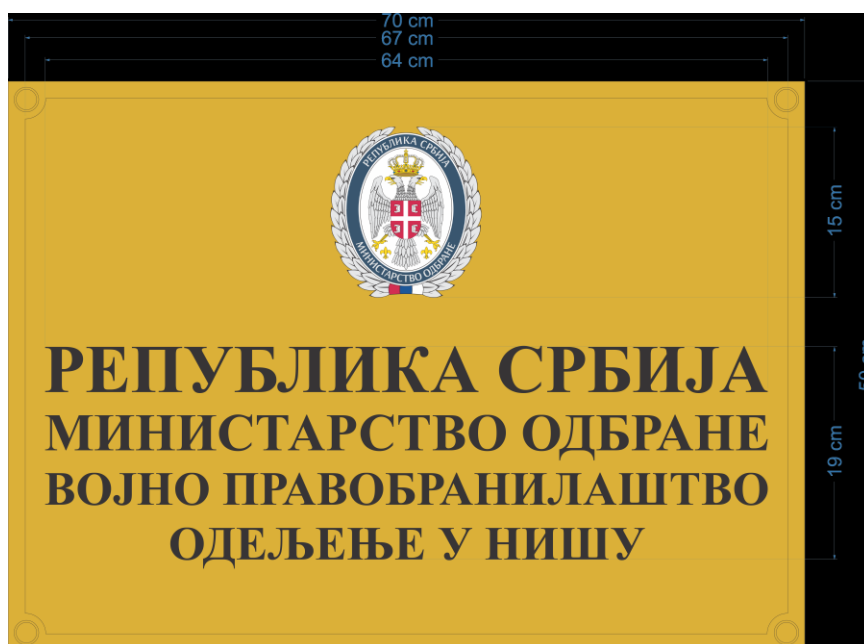 70 cm
67 cm
64 cm
РЕПУБЛИКА СРБИЈА
МИНИСТАРСТВО ОДБРАНЕ
15 cm
РЕПУБЛИКА СРБИЈА
МИНИСТАРСТВО ОДБРАНЕ
ВОЈНО ПРАВОБРАНИЛАШТВО
ОДЕЉЕЊЕ У НИШУ
19 cm